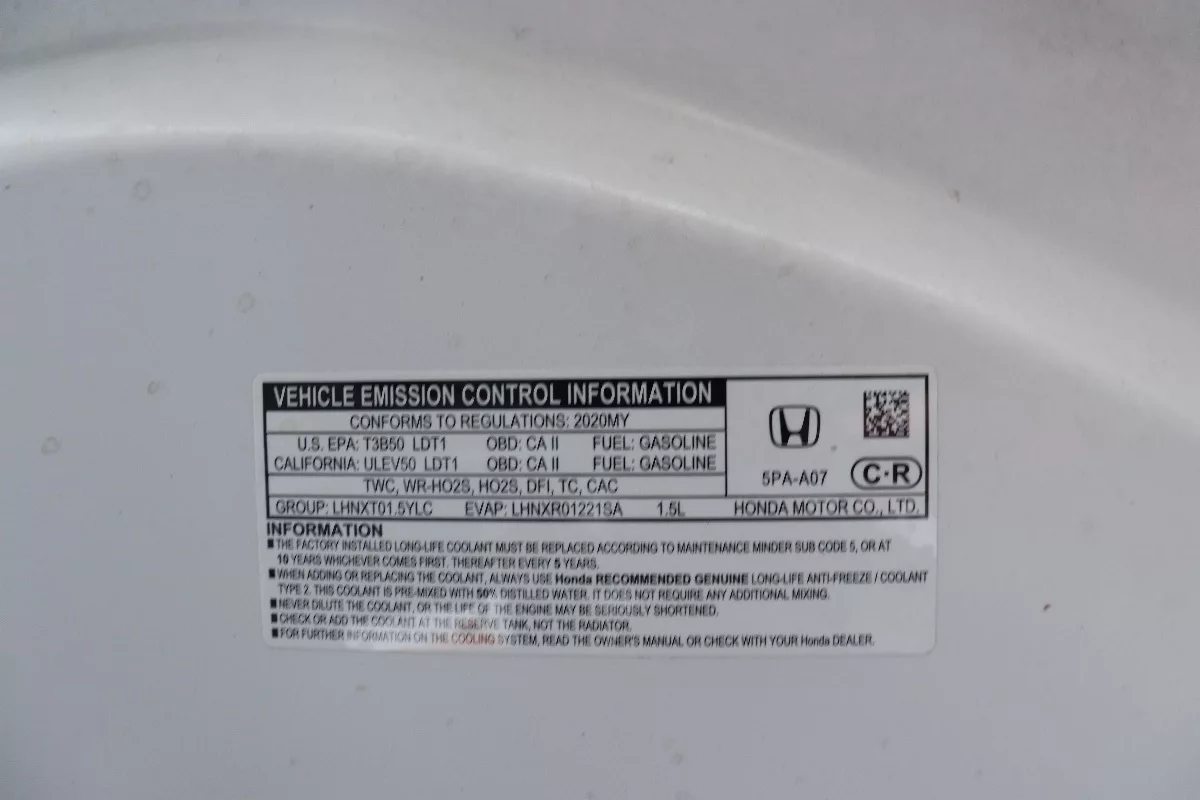 VEHICLE EMISSION CONTROL INFORMATION
CONFORMS TO REGULATIONS: 2020MY
U.S. EPA: T3B50 LDT1 OBD: CA II FUEL: GASOLINE
CALIFORNIA: ULEV50 LDT1 OBD: CA II FUEL: GASOLINE
TWC, WR-HO2S, HO2S, DFI, TC, CAC
GROUP: LHNXT01.5YLC EVAP: LHNXR01221SA 1.5L
5PA-A07 C·R
HONDA MOTOR CO., LTD.
INFORMATION
■THE FACTORY INSTALLED LONG-LIFE COOLANT MUST BE REPLACED ACCORDING TO MAINTENANCE MINDER SUB CODE 5, OR AT
10 YEARS WHICHEVER COMES FIRST. THEREAFTER EVERY 5 YEARS.
■WHEN ADDING OR REPLACING THE COOLANT, ALWAYS USE Honda RECOMMENDED GENUINE LONG-LIFE ANTI-FREEZE / COOLANT
TYPE 2. THIS COOLANT IS PRE-MIXED WITH 50% DISTILLED WATER. IT DOES NOT REQUIRE ANY ADDITIONAL MIXING.
■NEVER DILUTE THE COOLANT, OR THE LIFE OF THE ENGINE MAY BE SERIOUSLY SHORTENED.
■CHECK OR ADD THE COOLANT AT THE RESERVE TANK, NOT THE RADIATOR.
■FOR FURTHER INFORMATION ON THE COOLING SYSTEM, READ THE OWNER'S MANUAL OR CHECK WITH YOUR Honda DEALER.